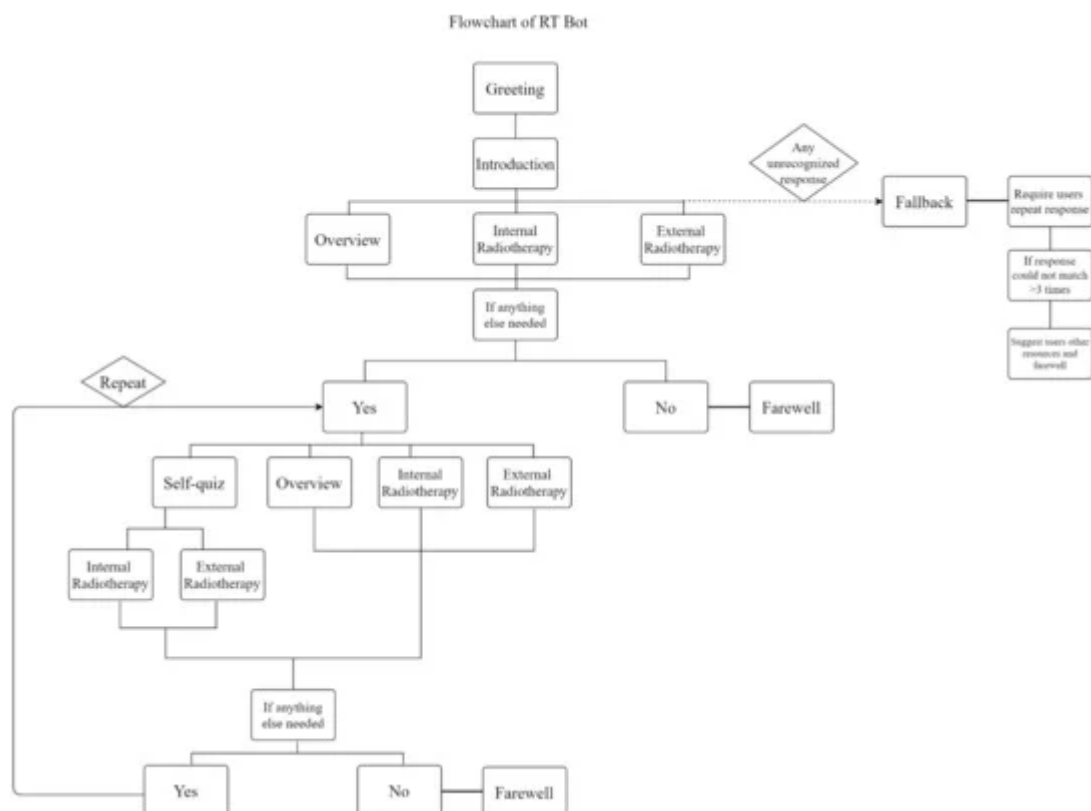 Flowchart of RT Bot
Greeting
Introduction
Any
unrecognized
response
Fallback
Require users
repeat response
Overview
Internal
Radiotherapy
External
Radiotherapy
If response
could not match
>3 times
If anything
else needed
Suggest users other
resources and
farewell
Repeat
Yes
No
Farewell
Self-quiz
Overview
Internal
Radiotherapy
External
Radiotherapy
Internal
Radiotherapy
External
Radiotherapy
If anything
else needed
Yes
No
Farewell